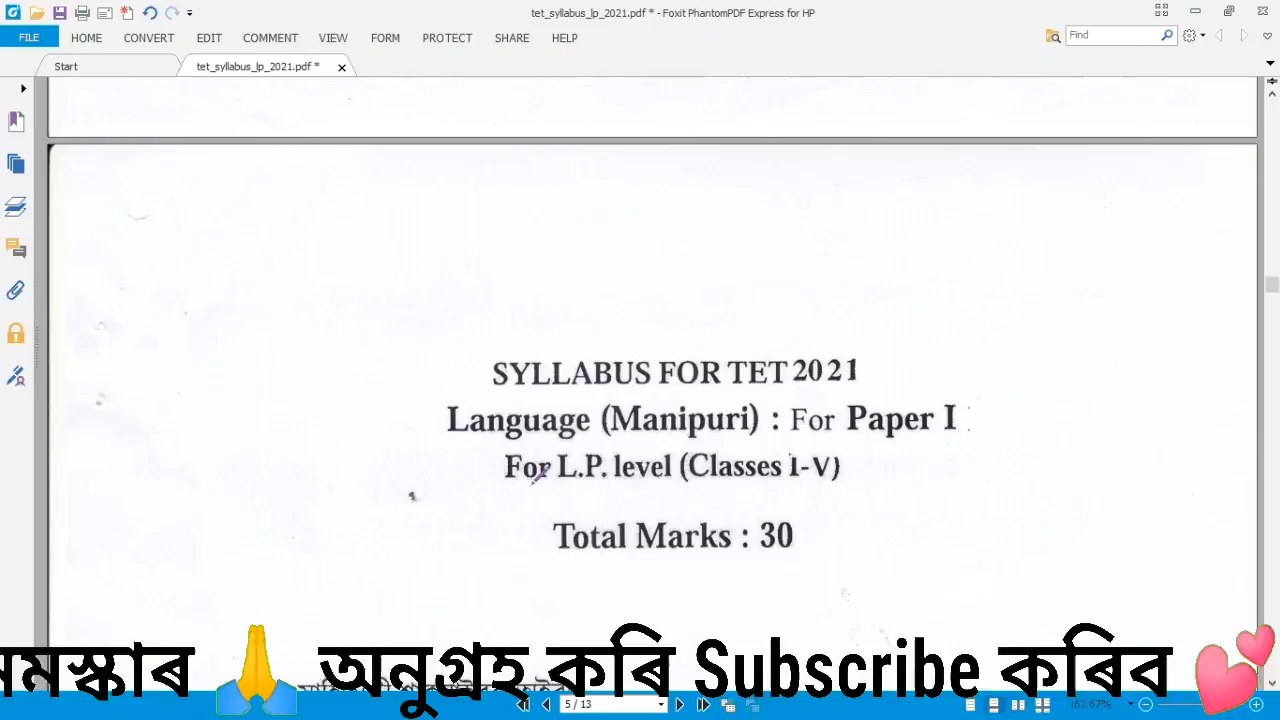 tet_syllabus_lp_2021.pdf * - Foxit PhantomPDF Express for HP
FILE HOME CONVERT EDIT COMMENT VIEW FORM PROTECT SHARE HELP
Find
Start
tet_syllabus_lp_2021.pdf *
SYLLABUS FOR TET 2021
Language (Manipuri) : For Paper I
For L.P. level (Classes I-V)
Total Marks : 30
অনুগ্ৰহ কৰি Subscribe কৰিব
5 / 13
162.67%